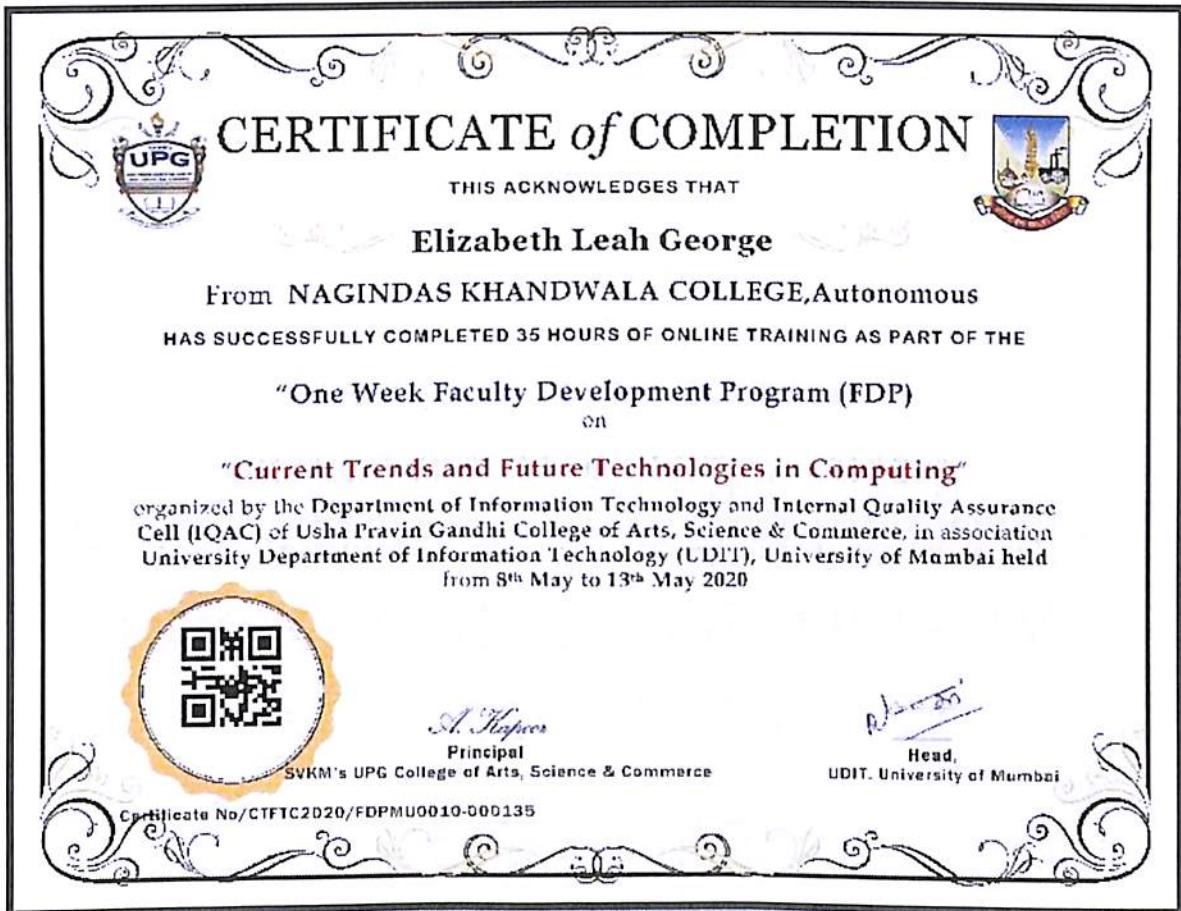 UPG
CERTIFICATE of COMPLETION
THIS ACKNOWLEDGES THAT
Elizabeth Leah George
From NAGINDAS KHANDWALA COLLEGE,Autonomous
HAS SUCCESSFULLY COMPLETED 35 HOURS OF ONLINE TRAINING AS PART OF THE
"One Week Faculty Development Program (FDP)
on
"Current Trends and Future Technologies in Computing"
organized by the Department of Information Technology and Internal Quality Assurance
Cell (IQAC) of Usha Pravin Gandhi College of Arts, Science & Commerce, in association
University Department of Information Technology (UDIT), University of Mumbai held
from 8th May to 13th May 2020
A. Kapoor
Principal
SVKM's UPG College of Arts, Science & Commerce
Head,
UDIT. University of Mumbai
Certificate No/CTFTC2020/FDPMU0010-000135